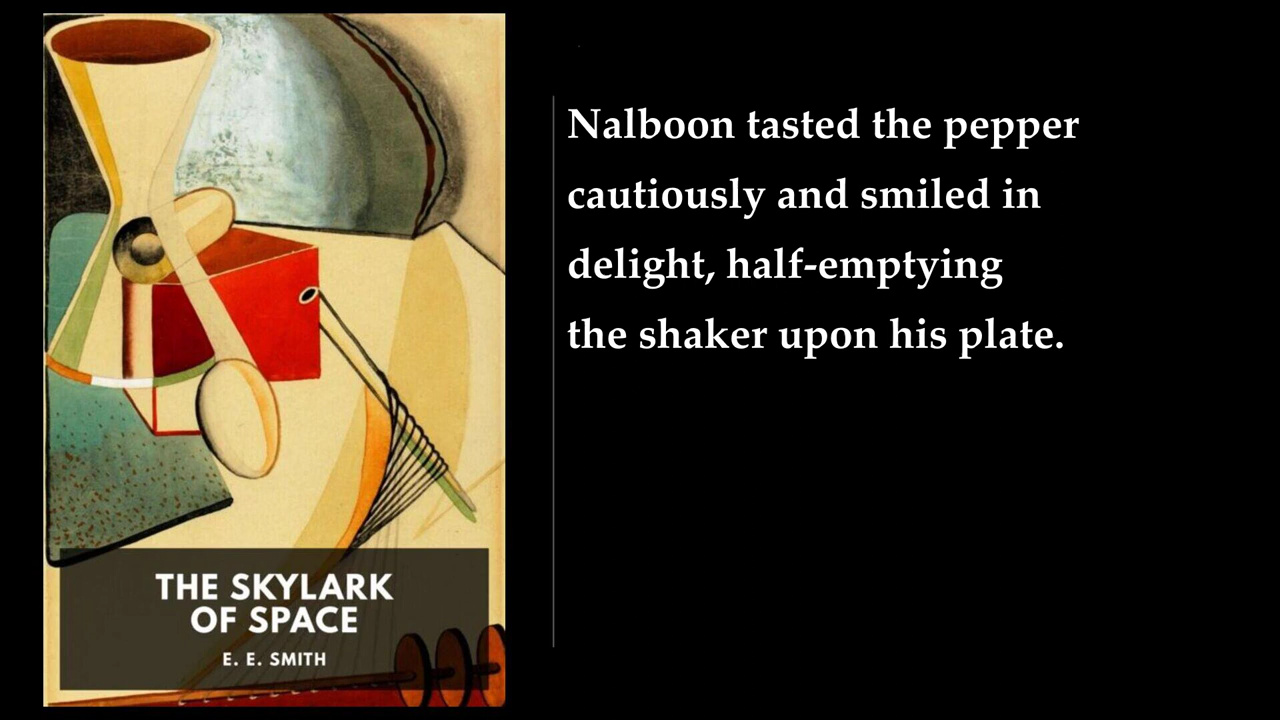 THE SKYLARK
OF SPACE
E. E. SMITH
Nalboon tasted the pepper
cautiously and smiled in
delight, half-emptying
the shaker upon his plate.